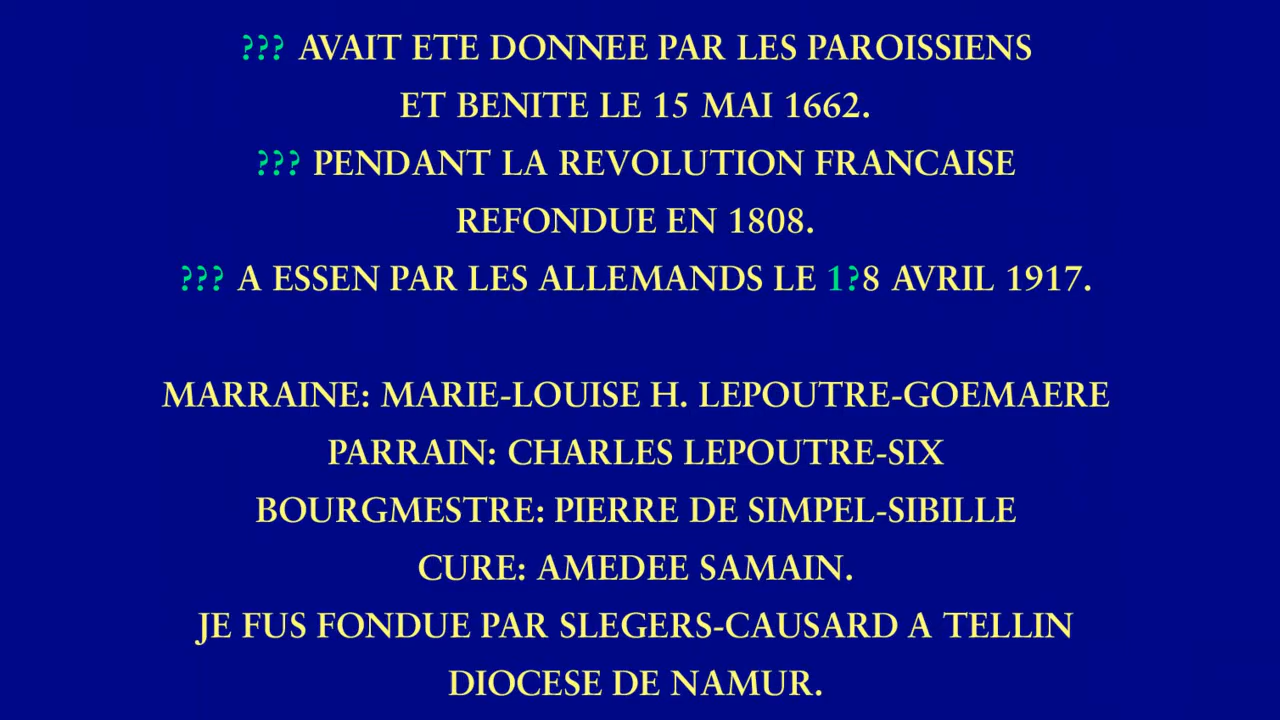 ??? AVAIT ETE DONNEE PAR LES PAROISSIENS
ET BENITE LE 15 MAI 1662.
??? PENDANT LA REVOLUTION FRANCAISE
REFONDUE EN 1808.
??? A ESSEN PAR LES ALLEMANDS LE 1?8 AVRIL 1917.
MARRAINE: MARIE-LOUISE H. LEPOUTRE-GOEMAERE
PARRAIN: CHARLES LEPOUTRE-SIX
BOURGMESTRE: PIERRE DE SIMPEL-SIBILLE
CURE: AMEDEE SAMAIN.
JE FUS FONDUE PAR SLEGERS-CAUSARD A TELLIN
DIOCESE DE NAMUR.